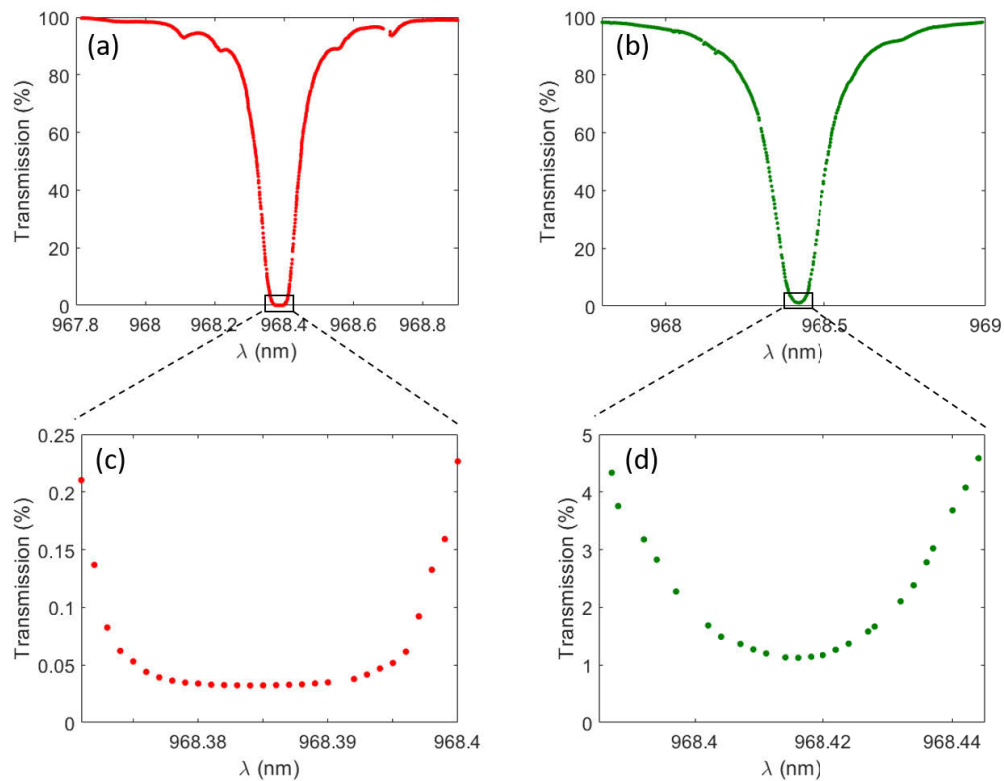 (a)
Transmission (%)
100
80
60
40
20
0
967.8 968 968.2 968.4 968.6 968.8
λ (nm)
(b)
Transmission (%)
100
80
60
40
20
0
968 968.5 969
λ (nm)
(c)
Transmission (%)
0.25
0.2
0.15
0.1
0.05
0
968.38 968.39 968.4
λ (nm)
(d)
Transmission (%)
5
4
3
2
1
0
968.4 968.42 968.44
λ (nm)